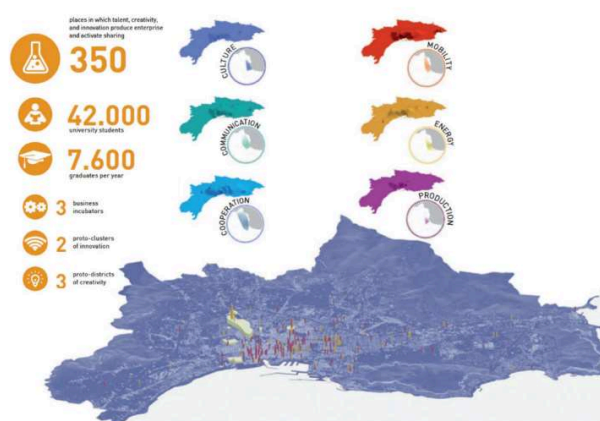 places in which talent, creativity,
and innovation produce enterprise
and activate sharing
350
42.000
university students
7.600
graduates per year
3 business
incubators
2 proto-clusters
of innovation
3 proto-districts
of creativity
CULTURE
MOBILITY
COMMUNICATION
ENERGY
COOPERATION
PRODUCTION